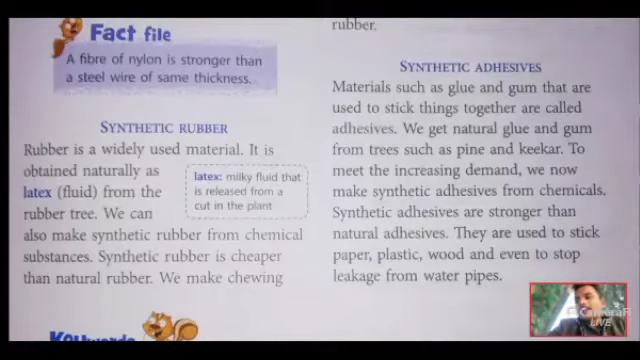 Fact file
A fibre of nylon is stronger than
a steel wire of same thickness.
SYNTHETIC RUBBER
Rubber is a widely used material. It is
obtained naturally as
latex (fluid) from the
rubber tree. We can
also make synthetic rubber from chemical
substances. Synthetic rubber is cheaper
than natural rubber. We make chewing
latex: milky fluid that
is released from a
cut in the plant
Keywords
rubber.
SYNTHETIC ADHESIVES
Materials such as glue and gum that are
used to stick things together are called
adhesives. We get natural glue and gum
from trees such as pine and keekar. To
meet the increasing demand, we now
make synthetic adhesives from chemicals.
Synthetic adhesives are stronger than
natural adhesives. They are used to stick
paper, plastic, wood and even to stop
leakage from water pipes.
LIVE